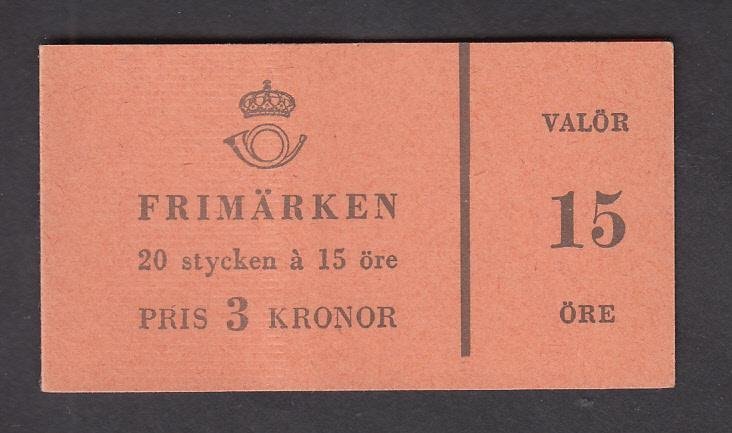 FRIMÄRKEN
20 stycken à 15 öre
PRIS 3 KRONOR
VALÖR
15
ÖRE